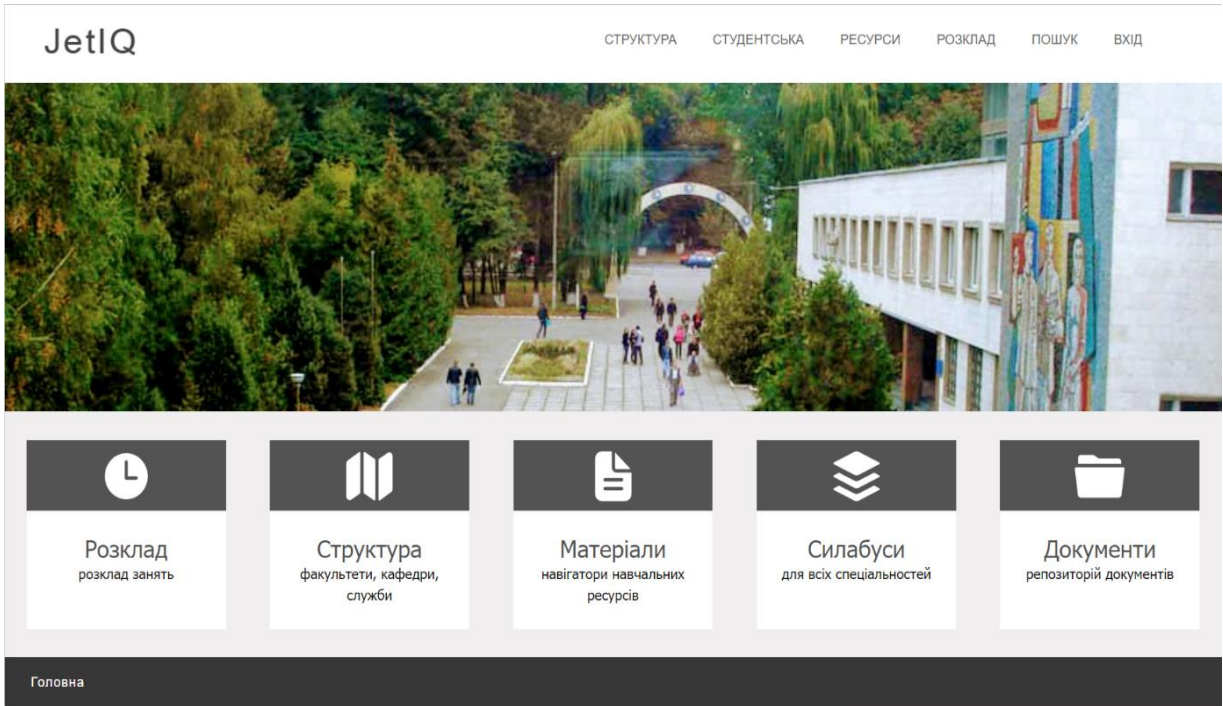 JetIQ
СТРУКТУРА СТУДЕНТСЬКА РЕСУРСИ РОЗКЛАД ПОШУК ВХІД
Розклад
розклад занять
Структура
факультети, кафедри,
служби
Матеріали
навігатори навчальних
ресурсів
Силабуси
для всіх спеціальностей
Документи
репозиторій документів
Головна